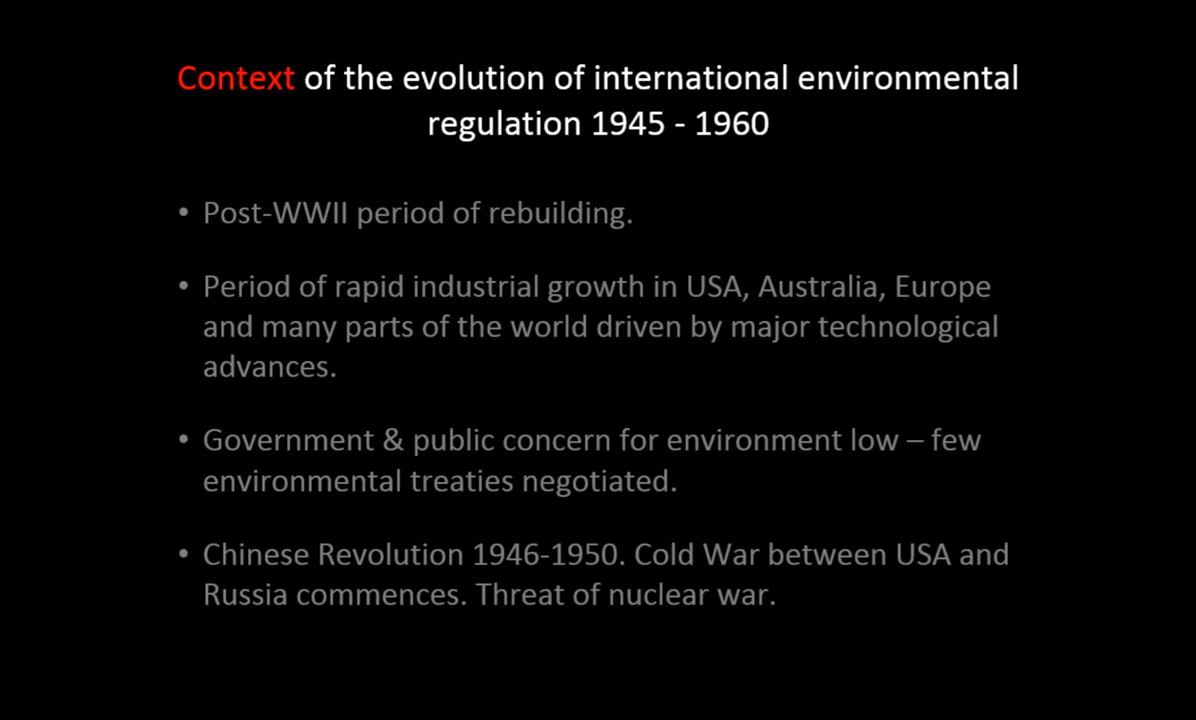 Context of the evolution of international environmental
regulation 1945 - 1960
• Post-WWII period of rebuilding.
• Period of rapid industrial growth in USA, Australia, Europe
and many parts of the world driven by major technological
advances.
• Government & public concern for environment low – few
environmental treaties negotiated.
• Chinese Revolution 1946-1950. Cold War between USA and
Russia commences. Threat of nuclear war.